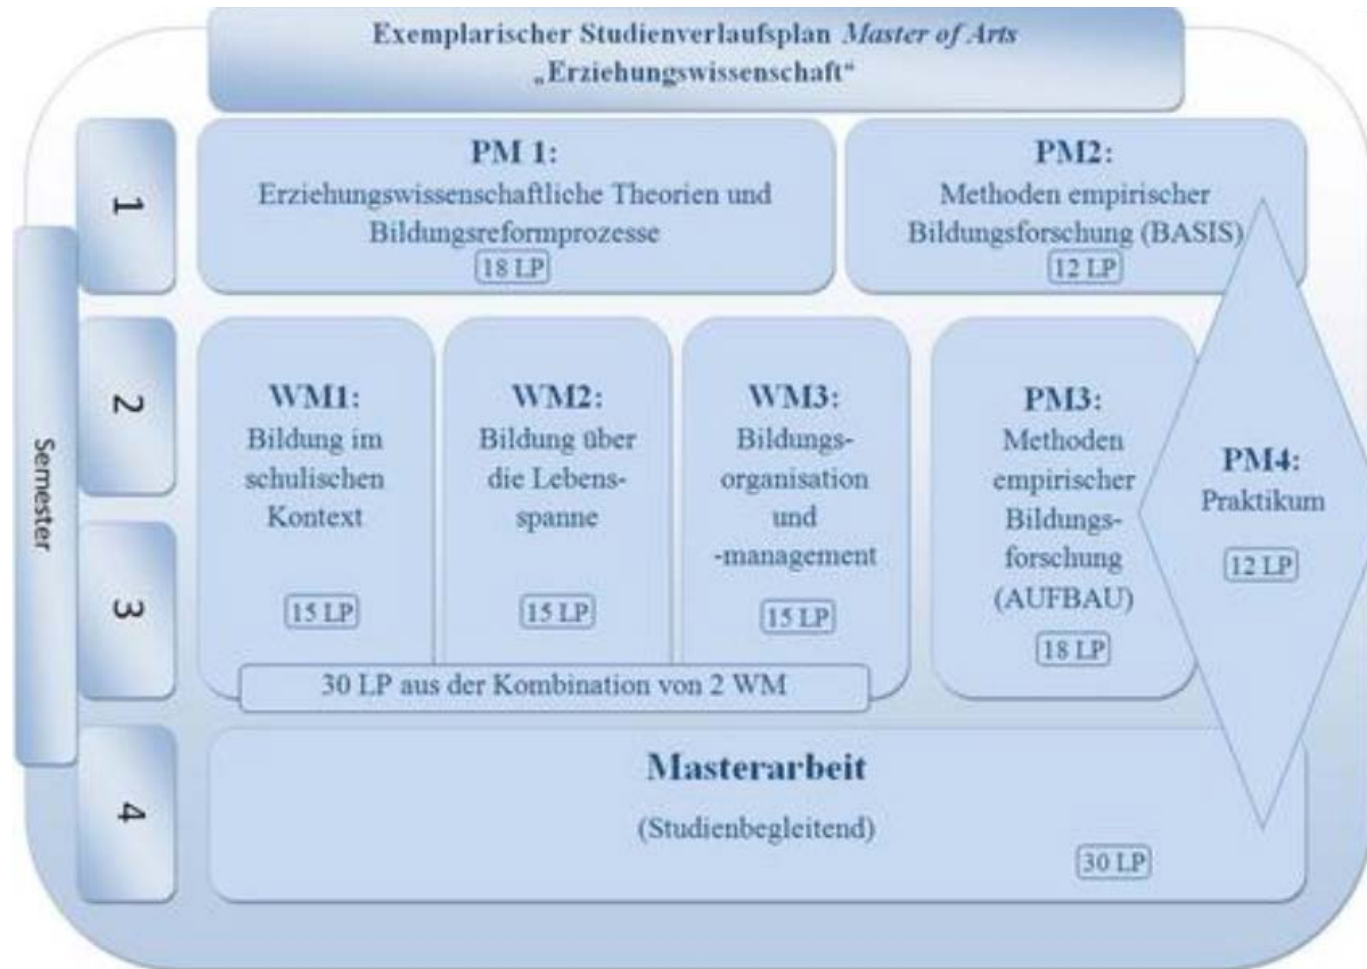 Exemplarischer Studienverlaufsplan Master of Arts
„Erziehungswissenschaft“
Semester
1
PM 1:
Erziehungswissenschaftliche Theorien und
Bildungsreformprozesse
18 LP
PM2:
Methoden empirischer
Bildungsforschung (BASIS)
12 LP
2
3
WM1:
Bildung im
schulischen
Kontext
15 LP
WM2:
Bildung über
die Lebens-
spanne
15 LP
WM3:
Bildungs-
organisation
und
-management
15 LP
30 LP aus der Kombination von 2 WM
PM3:
Methoden
empirischer
Bildungs-
forschung
(AUFBAU)
18 LP
PM4:
Praktikum
12 LP
4
Masterarbeit
(Studienbegleitend)
30 LP